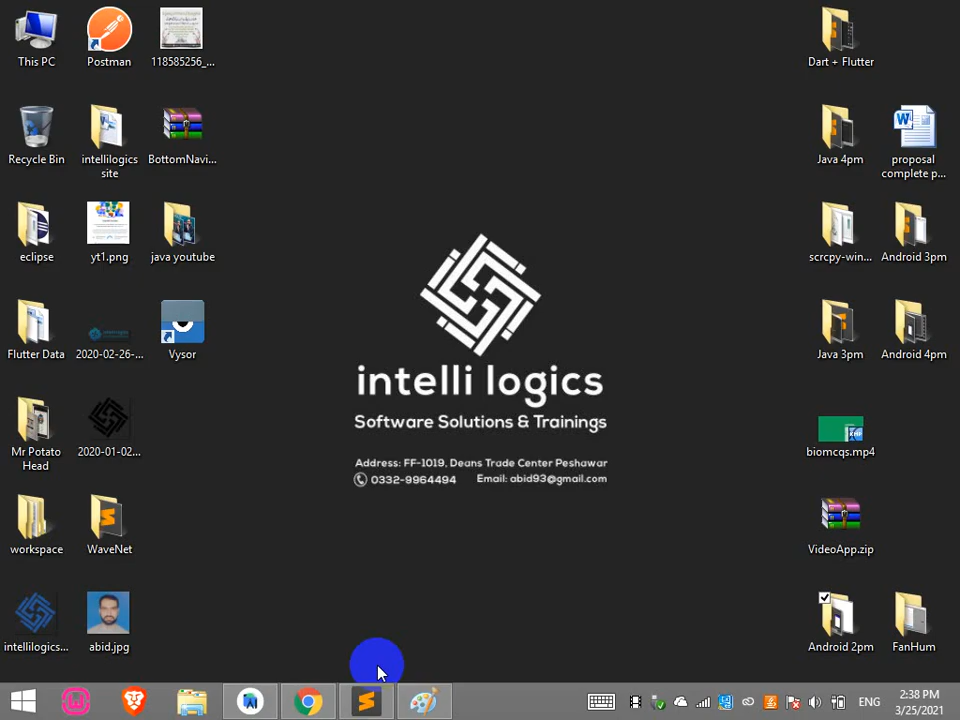 This PC
Postman
118585256_...
Recycle Bin
intellilogics
site
BottomNavi...
eclipse
yt1.png
java youtube
Flutter Data
2020-02-26-...
Vysor
Mr Potato
Head
2020-01-02...
workspace
WaveNet
intellilogics...
abid.jpg
intelli logics
Software Solutions & Trainings
Address: FF-1019, Deans Trade Center Peshawar
0332-9964494 Email: abid93@gmail.com
Dart + Flutter
Java 4pm
proposal
complete p...
scrcpy-win...
Android 3pm
Java 3pm
Android 4pm
biomcqs.mp4
VideoApp.zip
Android 2pm
FanHum
ENG
2:38 PM
3/25/2021